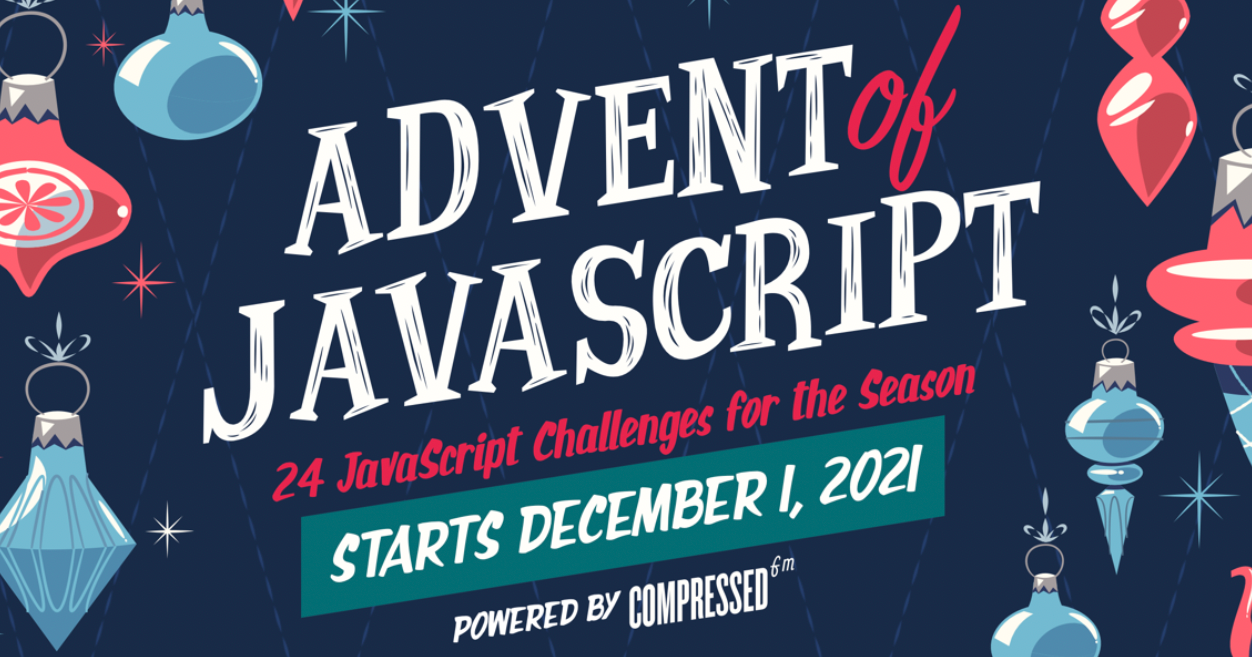 ADVENT of
JAVASCRIPT
24 JavaScript Challenges for the Season
STARTS DECEMBER 1, 2021
POWERED BY COMPRESSED fm